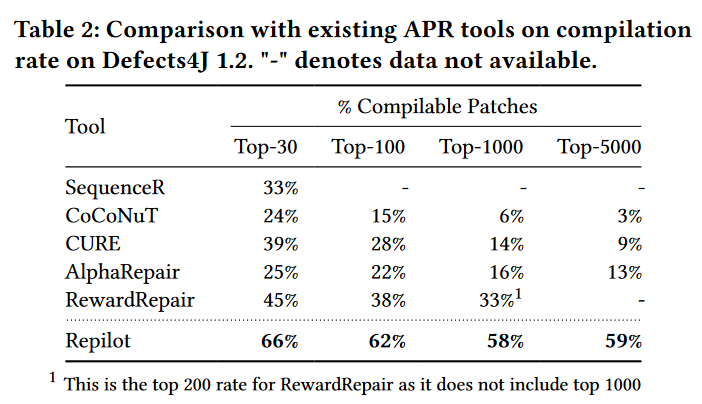 Table 2: Comparison with existing APR tools on compilation
rate on Defects4J 1.2. "-" denotes data not available.
% Compilable Patches
Tool
Top-30 Top-100 Top-1000 Top-5000
SequenceR 33% - - -
CoCoNuT 24% 15% 6% 3%
CURE 39% 28% 14% 9%
AlphaRepair 25% 22% 16% 13%
RewardRepair 45% 38% 33%¹ -
Repilot 66% 62% 58% 59%
¹ This is the top 200 rate for RewardRepair as it does not include top 1000